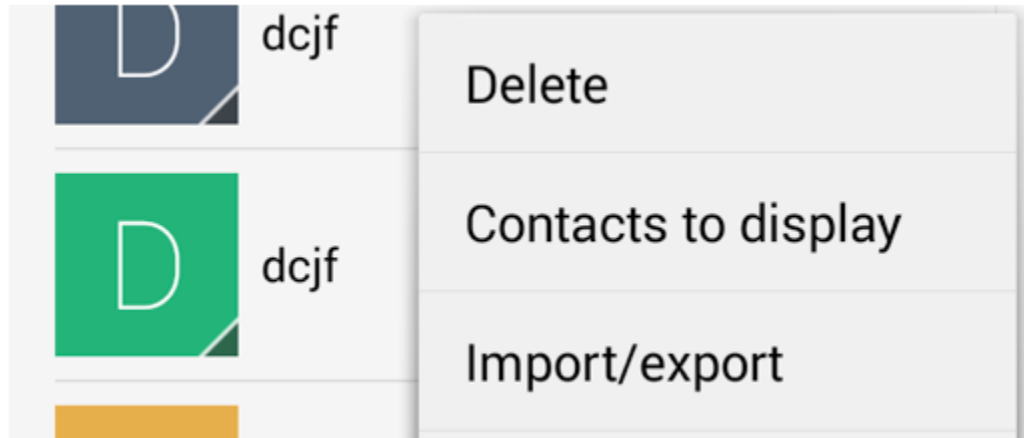 D
dcjf
Delete
Contacts to display
D
dcjf
Import/export